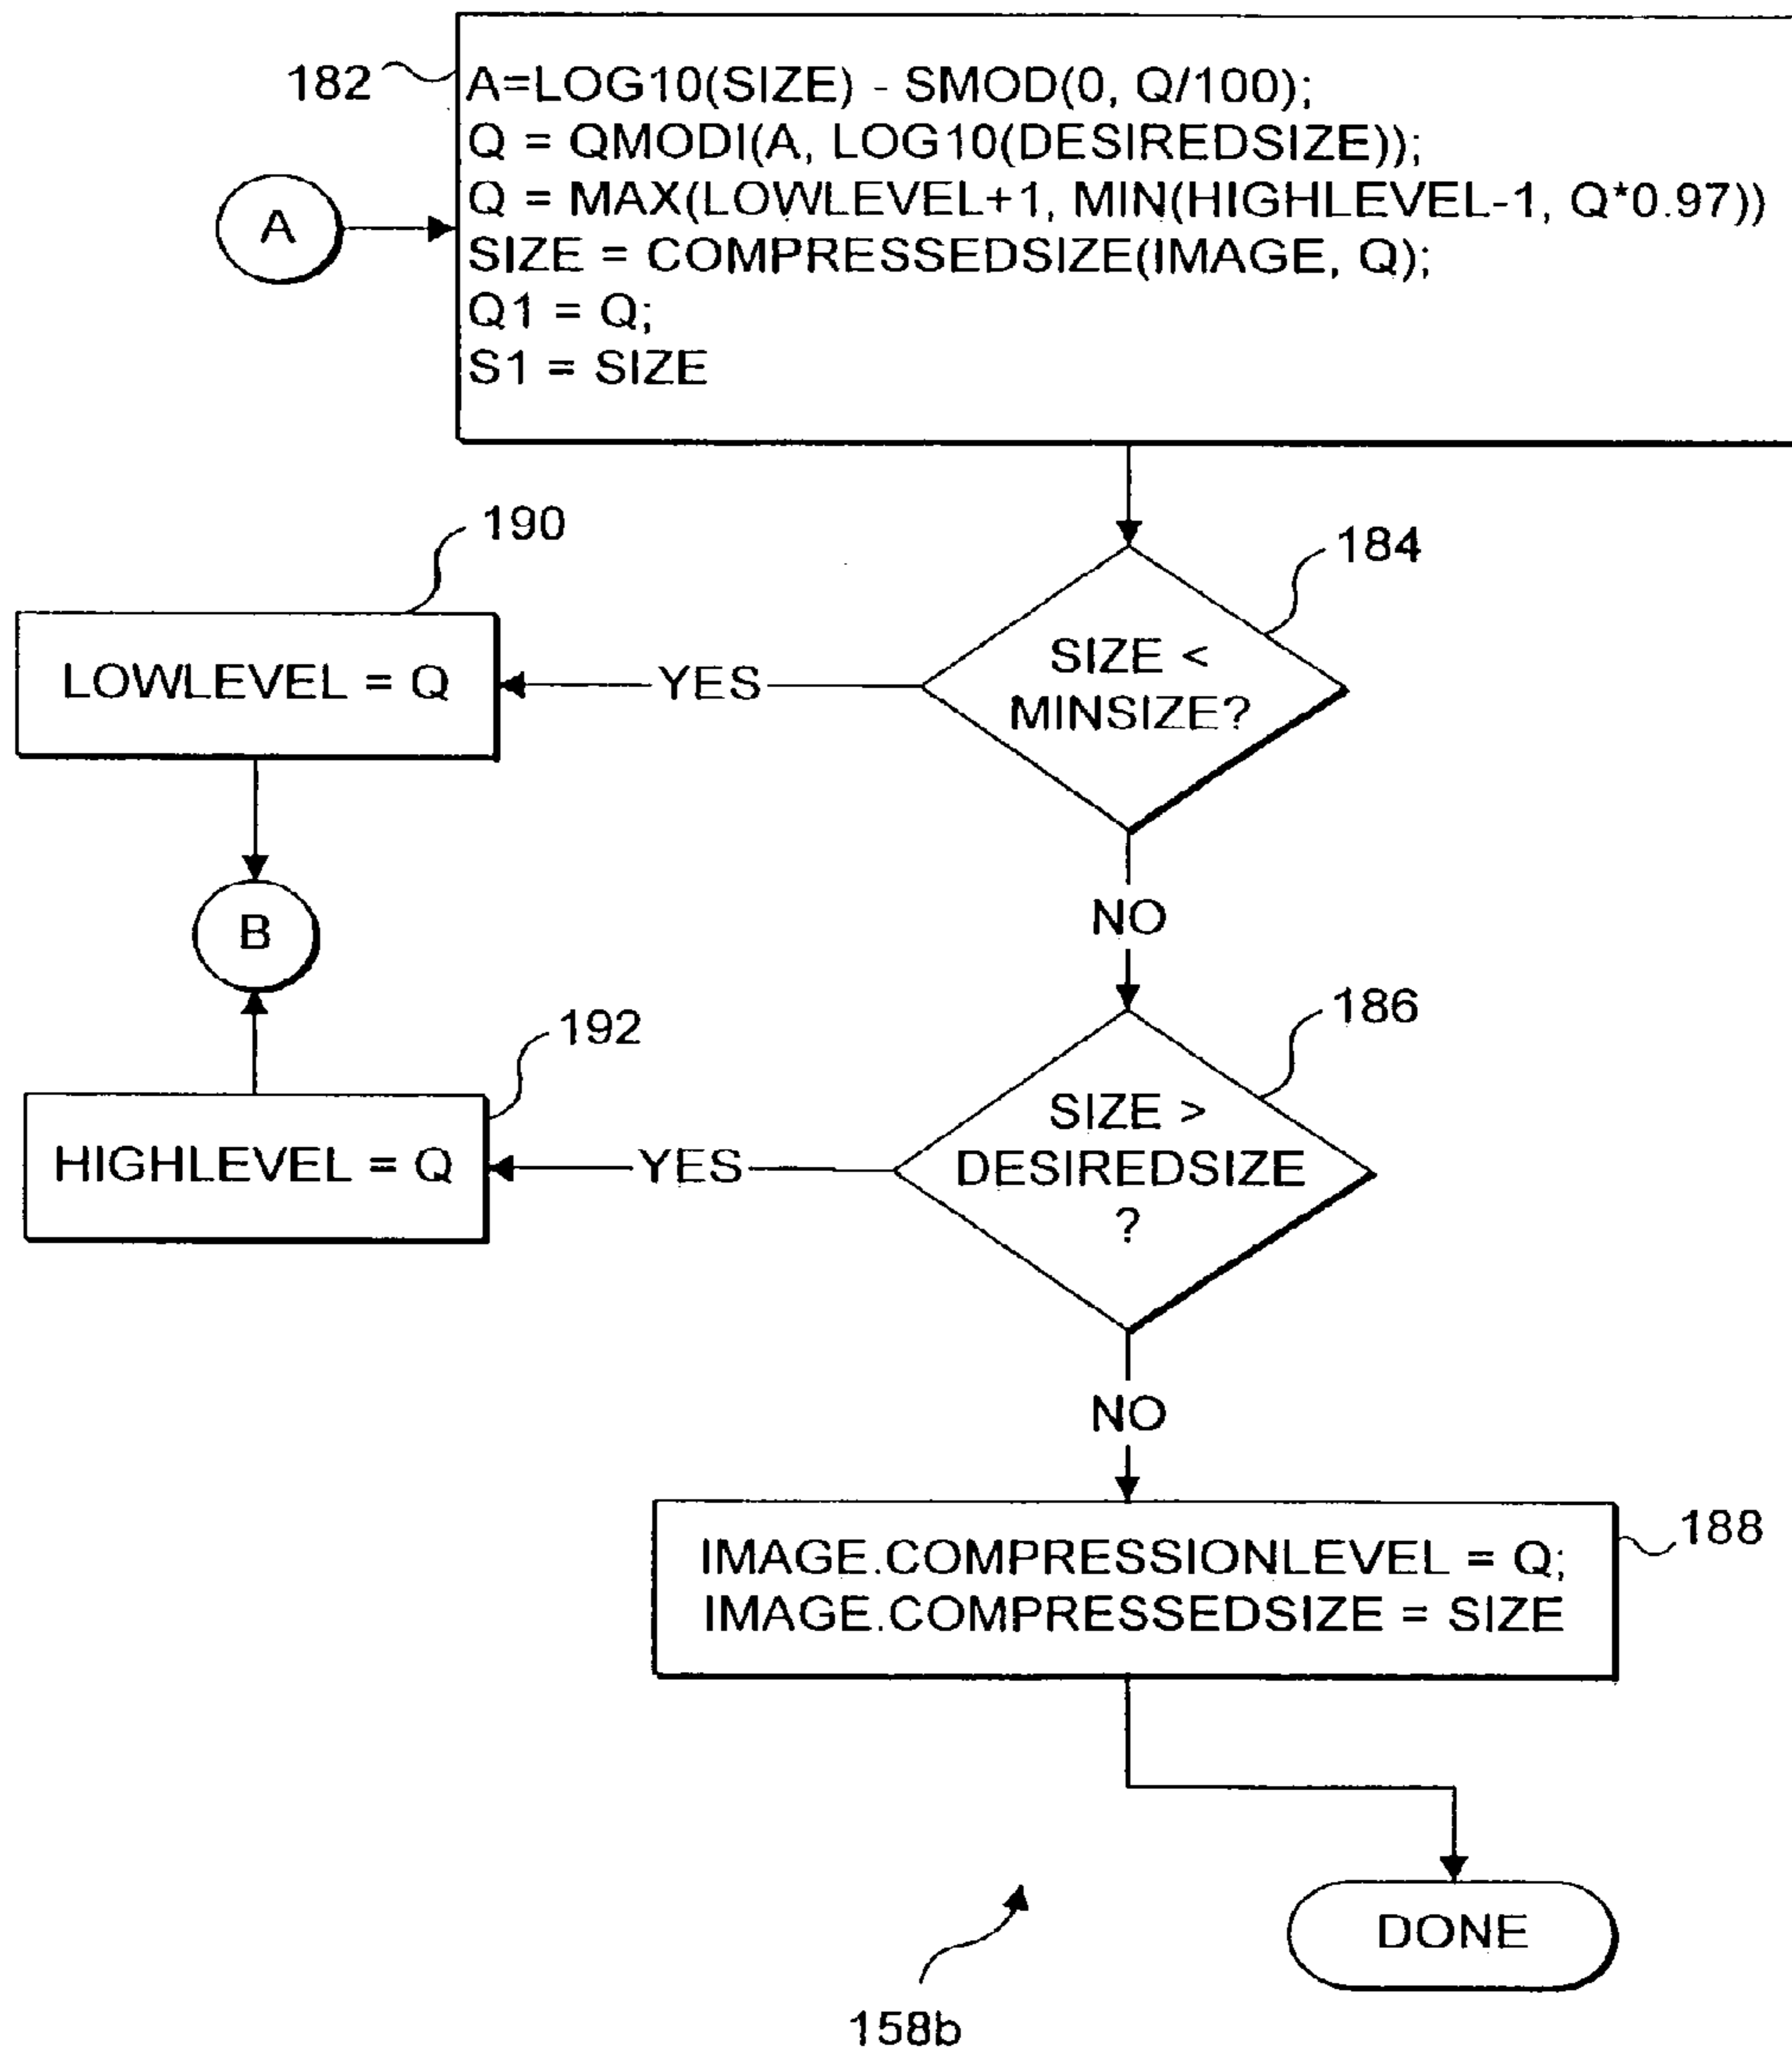 182
A=LOG10(SIZE) - SMOD(0, Q/100);
Q = QMODI(A, LOG10(DESIREDSIZE));
Q = MAX(LOWLEVEL+1, MIN(HIGHLEVEL-1, Q*0.97))
SIZE = COMPRESSEDSIZE(IMAGE, Q);
Q1 = Q;
S1 = SIZE
A
190
184
LOWLEVEL = Q
YES
SIZE <
MINSIZE?
B
NO
192
186
HIGHLEVEL = Q
YES
SIZE >
DESIREDSIZE
?
NO
188
IMAGE.COMPRESSIONLEVEL = Q;
IMAGE.COMPRESSEDSIZE = SIZE
DONE
158b